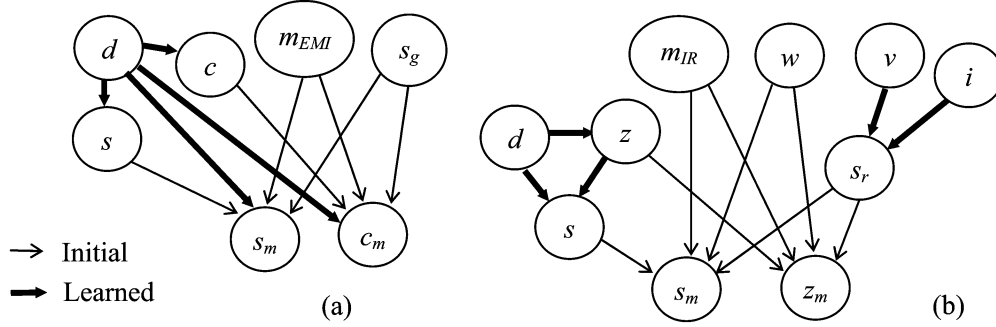 d
c
m_EMI
s_g
s
s_m
c_m
Initial
Learned
(a)
m_IR
w
v
i
d
z
s_r
s
s_m
z_m
(b)